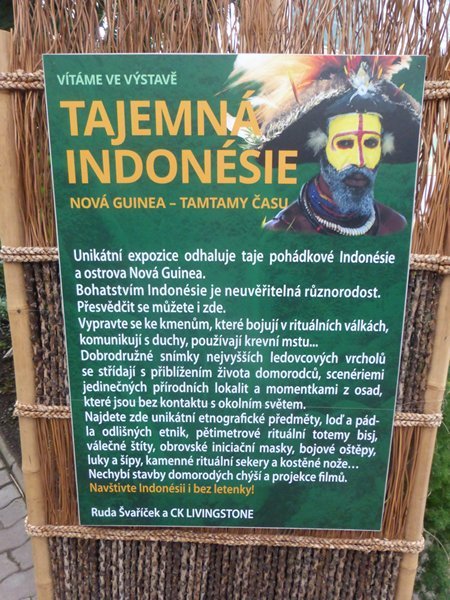 VÍTÁME VE VÝSTAVĚ
TAJEMNÁ
INDONÉSIE
NOVÁ GUINEA – TAMTAMY ČASU
Unikátní expozice odhaluje taje pohádkové Indonésie
a ostrova Nová Guinea.
Bohatstvím Indonésie je neuvěřitelná různorodost.
Přesvědčit se můžete i zde.
Vypravte se ke kmenům, které bojují v rituálních válkách,
komunikují s duchy, používají krevní mstu...
Dobrodružné snímky nejvyšších ledovcových vrcholů
se střídají s přiblížením života domorodců, scenériemi
jedinečných přírodních lokalit a momentkami z osad,
které jsou bez kontaktu s okolním světem.
Najdete zde unikátní etnografické předměty, loď a pád-
la odlišných etnik, pětimetrové rituální totemy bisj,
válečné štíty, obrovské iniciační masky, bojové oštěpy,
luky a šípy, kamenné rituální sekery a kostěné nože…
Nechybí stavby domorodých chýší a projekce filmů.
Navštivte Indonésii i bez letenky!
Ruda Švaříček a CK LIVINGSTONE